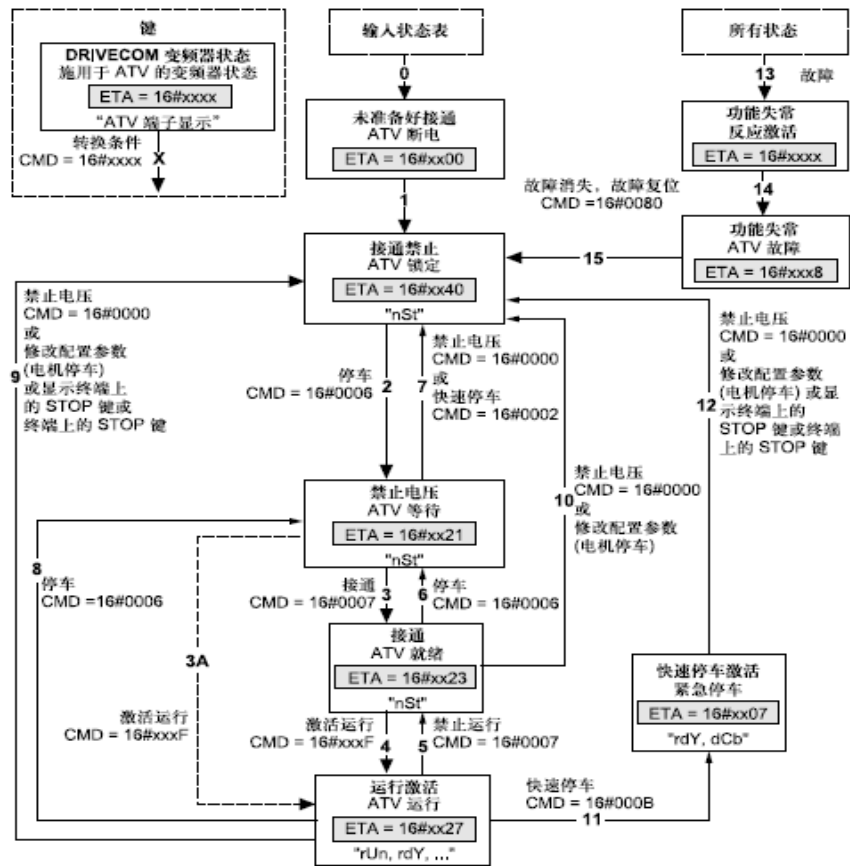 键
DRIVECOM 变频器状态
施用于 ATV 的变频器状态
ETA = 16#xxxx
"ATV 端子显示"
转换条件
CMD = 16#xxxx
X
输入状态表
0
未准备好接通
ATV 断电
ETA = 16#xx00
1
所有状态
13
故障
功能失常
反应激活
ETA = 16#xxxx
14
故障消失，故障复位
CMD =16#0080
功能失常
ATV 故障
ETA = 16#xxx8
15
接通禁止
ATV 锁定
ETA = 16#xx40
"nSt"
禁止电压
CMD = 16#0000
或
修改配置参数
(电机停车)
或显示终端上
的 STOP 键或
终端上的 STOP 键
9
停车
CMD = 16#0006
2
7
禁止电压
CMD = 16#0000
或
快速停车
CMD = 16#0002
禁止电压
CMD = 16#0000
或
修改配置参数
(电机停车) 或显
示终端上的
STOP 键或终端
上的 STOP 键
12
禁止电压
ATV 等待
ETA = 16#xx21
"nSt"
10
禁止电压
CMD = 16#0000
或
修改配置参数
(电机停车)
8
停车
CMD =16#0006
接通
CMD = 16#0007
3
6
停车
CMD = 16#0006
3A
接通
ATV 就绪
ETA = 16#xx23
"nSt"
快速停车激活
紧急停车
ETA = 16#xx07
"rdY, dCb"
激活运行
CMD = 16#xxxF
激活运行
CMD = 16#xxxF
4
5
禁止运行
CMD = 16#0007
运行激活
ATV 运行
ETA = 16#xx27
"rUn, rdY, ..."
快速停车
CMD = 16#000B
11